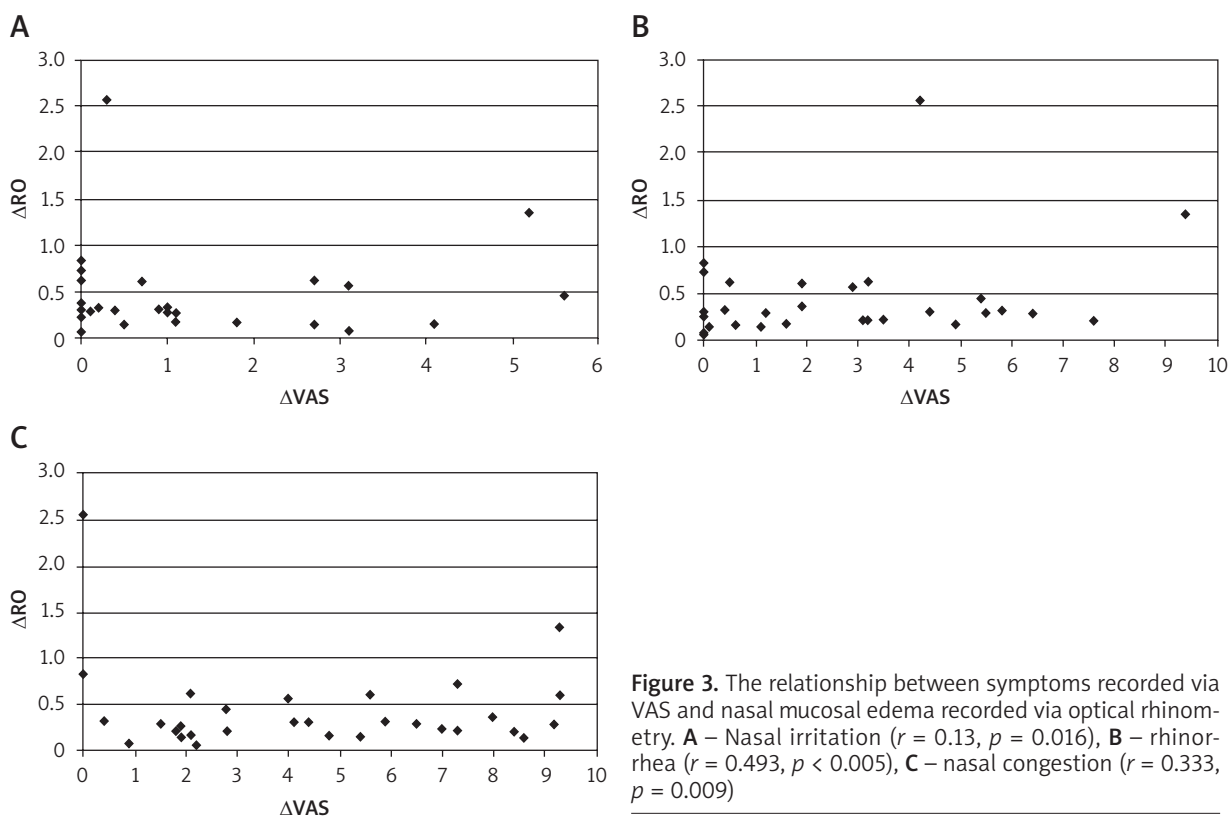 A
3.0
2.5
2.0
1.5
1.0
0.5
0
ΔRO
0 1 2 3 4 5 6
ΔVAS
B
3.0
2.5
2.0
1.5
1.0
0.5
0
ΔRO
0 1 2 3 4 5 6 7 8 9 10
ΔVAS
C
3.0
2.5
2.0
1.5
1.0
0.5
0
ΔRO
0 1 2 3 4 5 6 7 8 9 10
ΔVAS
Figure 3. The relationship between symptoms recorded via
VAS and nasal mucosal edema recorded via optical rhinom-
etry. A – Nasal irritation (r = 0.13, p = 0.016), B – rhinor-
rhea (r = 0.493, p < 0.005), C – nasal congestion (r = 0.333,
p = 0.009)